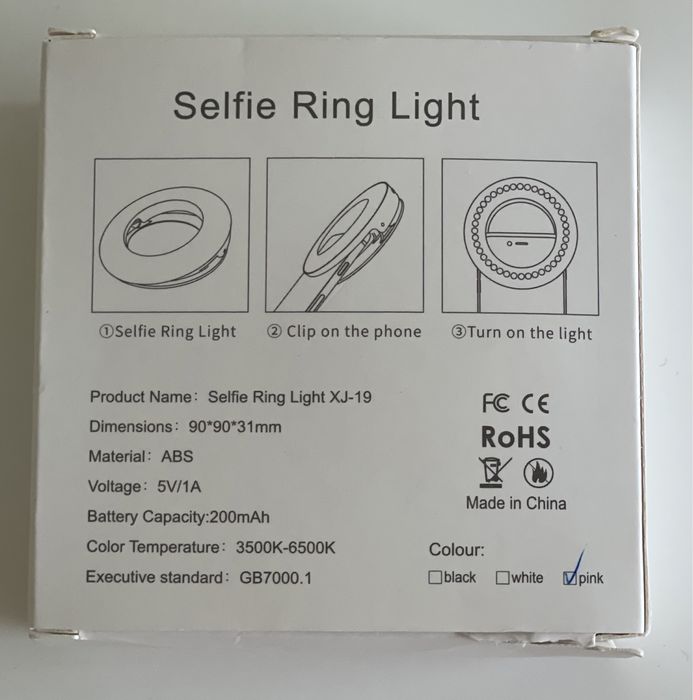 Selfie Ring Light
①Selfie Ring Light
② Clip on the phone
③Turn on the light
Product Name: Selfie Ring Light XJ-19
Dimensions: 90*90*31mm
Material: ABS
Voltage: 5V/1A
Battery Capacity:200mAh
Color Temperature: 3500K-6500K
Executive standard: GB7000.1
FC CE
RoHS
Made in China
Colour:
☐black ☐white ☑pink